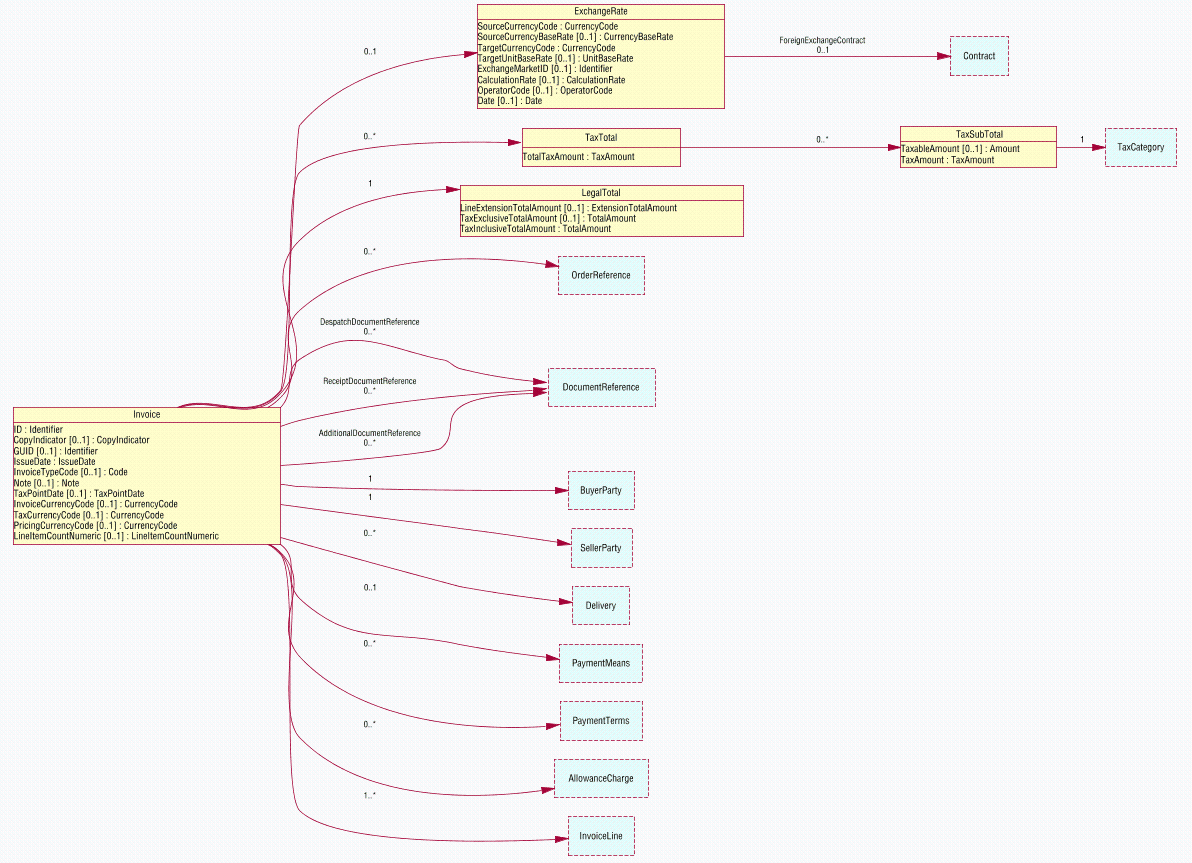 ExchangeRate
SourceCurrencyCode : CurrencyCode
SourceCurrencyBaseRate [0..1] : CurrencyBaseRate
TargetCurrencyCode : CurrencyCode
TargetUnitBaseRate [0..1] : UnitBaseRate
ExchangeMarketID [0..1] : Identifier
CalculationRate [0..1] : CalculationRate
OperatorCode [0..1] : OperatorCode
Date [0..1] : Date
0..1
ForeignExchangeContract
0..1
Contract
0..*
TaxTotal
TotalTaxAmount : TaxAmount
0..*
TaxSubTotal
TaxableAmount [0..1] : Amount
TaxAmount : TaxAmount
1
TaxCategory
1
LegalTotal
LineExtensionTotalAmount [0..1] : ExtensionTotalAmount
TaxExclusiveTotalAmount [0..1] : TotalAmount
TaxInclusiveTotalAmount : TotalAmount
0..*
OrderReference
DespatchDocumentReference
0..*
ReceiptDocumentReference
0..*
DocumentReference
AdditionalDocumentReference
0..*
Invoice
ID : Identifier
CopyIndicator [0..1] : CopyIndicator
GUID [0..1] : Identifier
IssueDate : IssueDate
InvoiceTypeCode [0..1] : Code
Note [0..1] : Note
TaxPointDate [0..1] : TaxPointDate
InvoiceCurrencyCode [0..1] : CurrencyCode
TaxCurrencyCode [0..1] : CurrencyCode
PricingCurrencyCode [0..1] : CurrencyCode
LineItemCountNumeric [0..1] : LineItemCountNumeric
1
BuyerParty
1
SellerParty
0..*
Delivery
0..1
PaymentMeans
0..*
PaymentTerms
0..*
AllowanceCharge
1..*
InvoiceLine